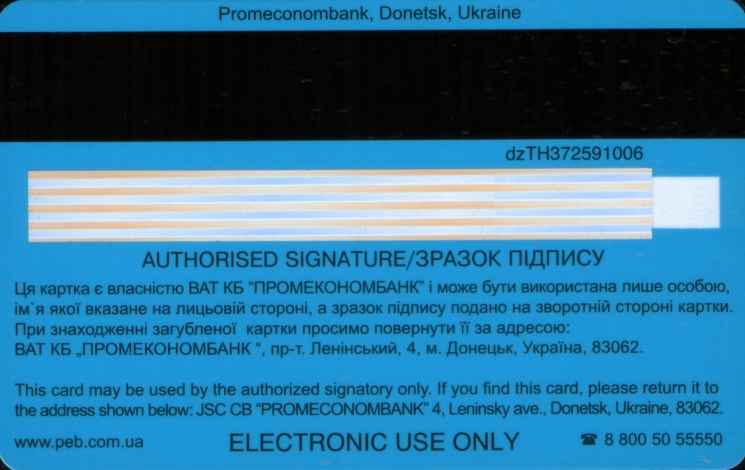 Promeconombank, Donetsk, Ukraine
dzTH372591006
AUTHORISED SIGNATURE/ЗРАЗОК ПІДПИСУ
Ця картка є власністю ВАТ КБ "ПРОМЕКОНОМБАНК" і може бути використана лише особою,
ім`я якої вказане на лицьовій стороні, а зразок підпису подано на зворотній стороні картки.
При знаходженні загубленої картки просимо повернути її за адресою:
ВАТ КБ „ПРОМЕКОНОМБАНК “, пр-т. Ленінський, 4, м. Донецьк, Україна, 83062.
This card may be used by the authorized signatory only. If you find this card, please return it to
the address shown below: JSC CB “PROMECONOMBANK” 4, Leninsky ave., Donetsk, Ukraine, 83062.
www.peb.com.ua ELECTRONIC USE ONLY ☎ 8 800 50 55550